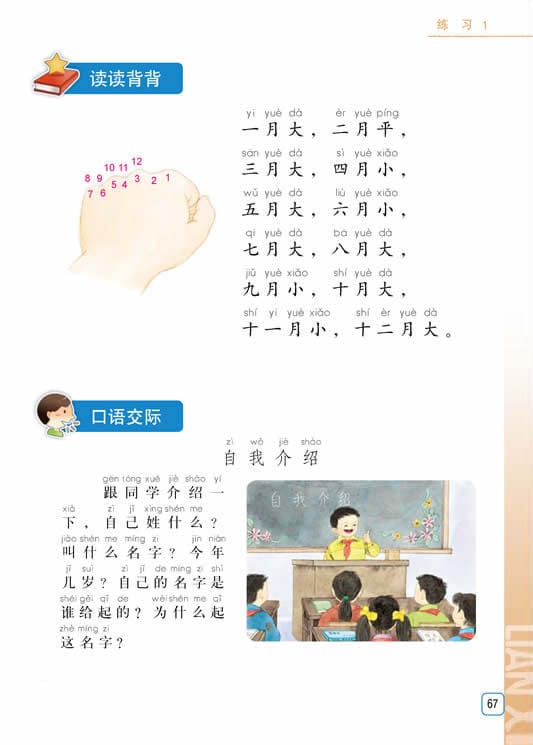 练 习 1
读读背背
12
10 11
8 9 5 4 3 2 1
7 6
yì yuè dà èr yuè píng
一月大，二月平，
sān yuè dà sì yuè xiǎo
三月大，四月小，
wǔ yuè dà liù yuè xiǎo
五月大，六月小，
qī yuè dà bā yuè dà
七月大，八月大，
jiǔ yuè xiǎo shí yuè dà
九月小，十月大，
shí yī yuè xiǎo shí èr yuè dà
十一月小，十二月大。
口语交际
zì wǒ jiè shào
自我介绍
gēn tóng xué jiè shào yí
跟同学介绍一
xià zì jǐ xìng shén me
下，自己姓什么？
jiào shén me míng zi jīn nián
叫什么名字？今年
jǐ suì zì jǐ de míng zi shì
几岁？自己的名字是
shéi gěi qǐ de wèi shén me qǐ
谁给起的？为什么起
zhè míng zi
这名字？
自我介绍
LIAN XI
67